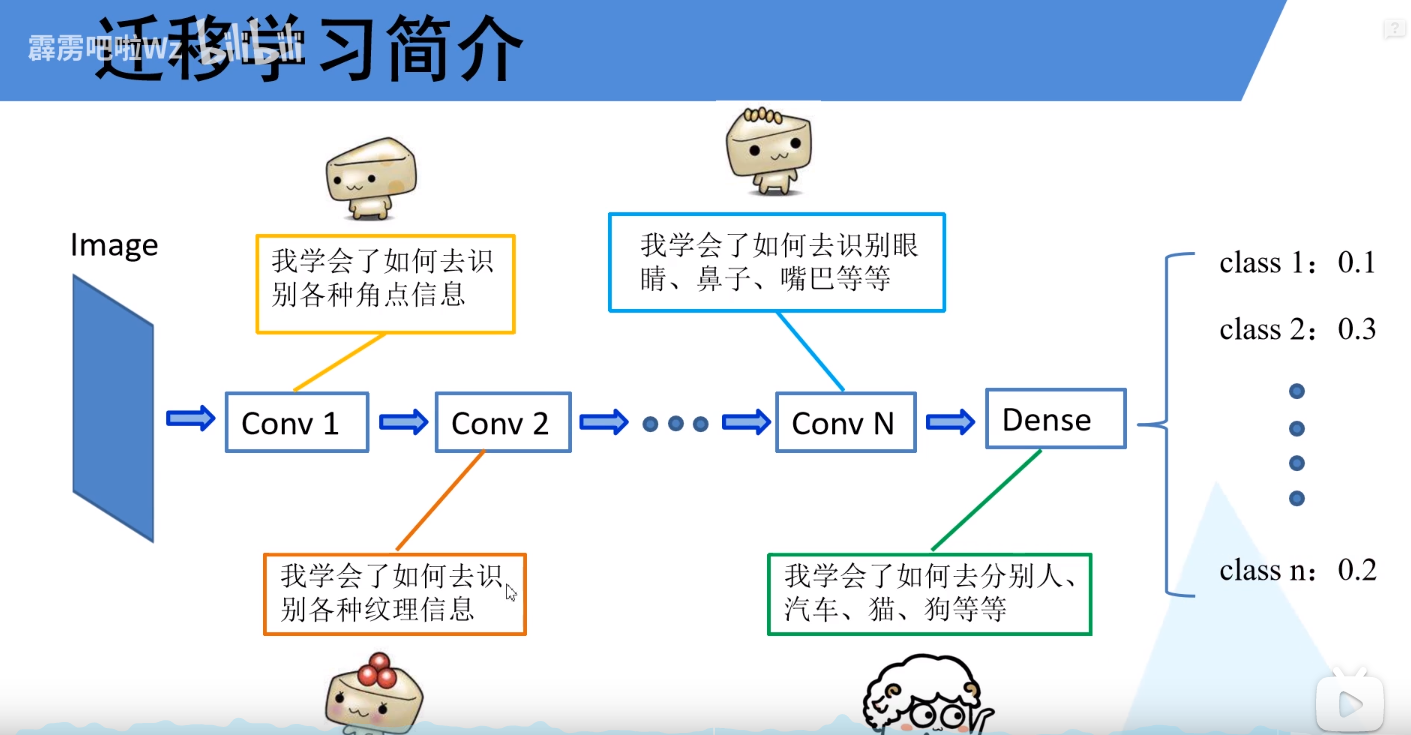 迁移学习简介
霹雳吧啦Wz bilibili
Image
我学会了如何去识
别各种角点信息
我学会了如何去识别眼
睛、鼻子、嘴巴等等
class 1：0.1
class 2：0.3
Conv 1
Conv 2
Conv N
Dense
class n：0.2
我学会了如何去识
别各种纹理信息
我学会了如何去分别人、
汽车、猫、狗等等